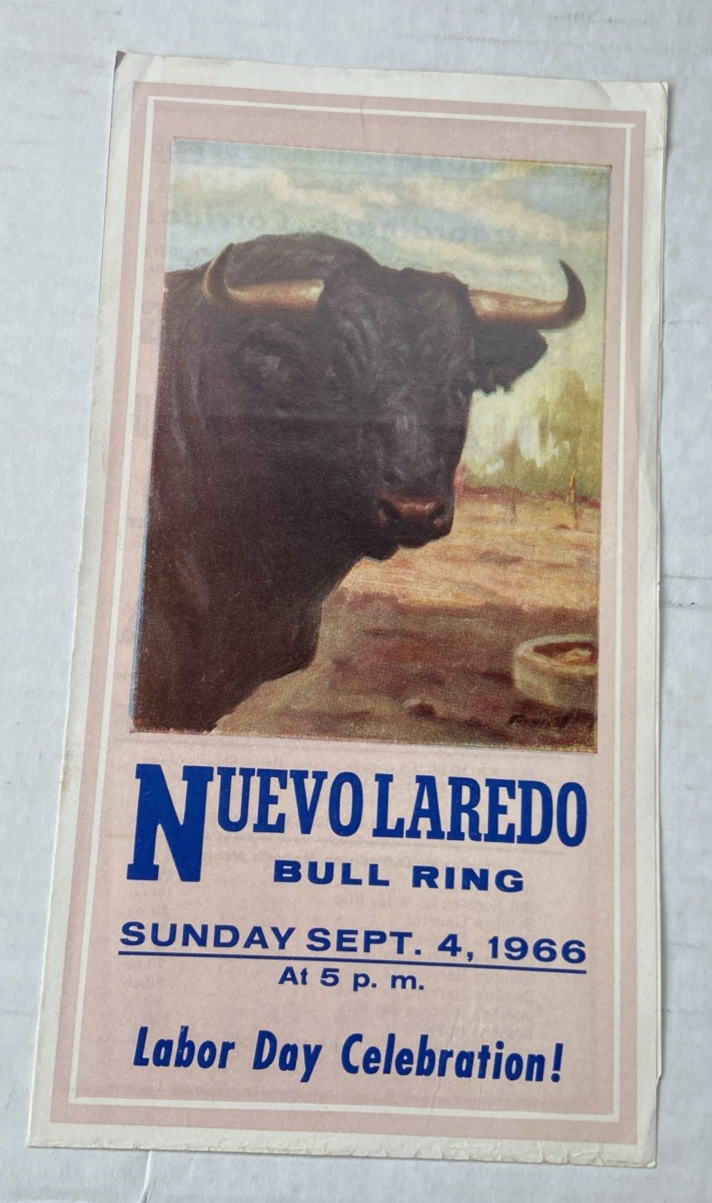 NUEVO LAREDO
BULL RING
SUNDAY SEPT. 4, 1966
At 5 p. m.
Labor Day Celebration!